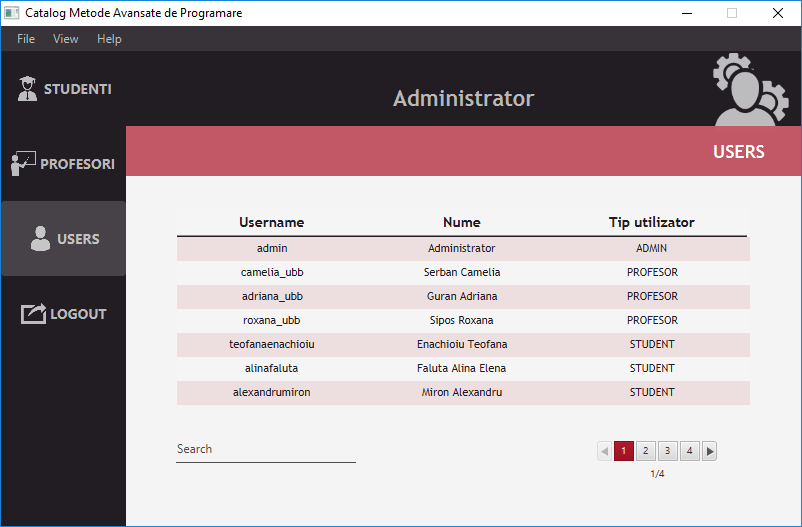 Catalog Metode Avansate de Programare
File View Help
STUDENTI
Administrator
PROFESORI
USERS
USERS
LOGOUT
Username Nume Tip utilizator
admin Administrator ADMIN
camelia_ubb Serban Camelia PROFESOR
adriana_ubb Guran Adriana PROFESOR
roxana_ubb Sipos Roxana PROFESOR
teofanaenachioiu Enachioiu Teofana STUDENT
alinafaluta Faluta Alina Elena STUDENT
alexandrumiron Miron Alexandru STUDENT
Search
1 2 3 4
1/4